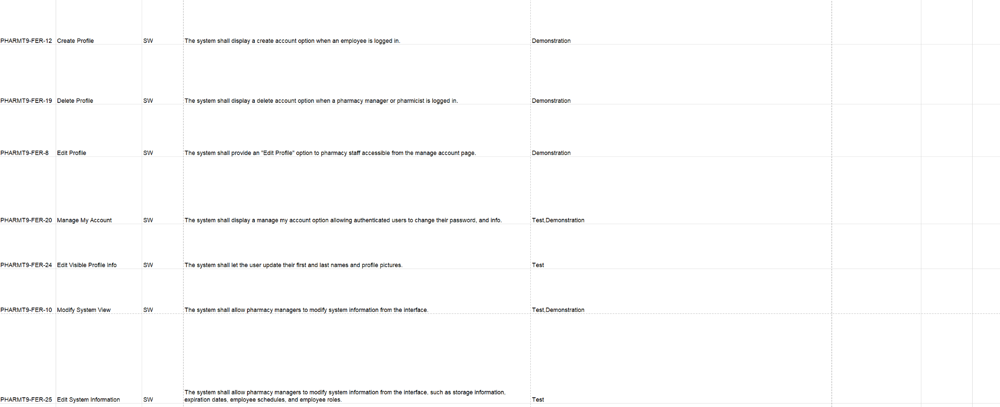 PHARMT9-FER-12 Create Profile SW The system shall display a create account option when an employee is logged in. Demonstration
PHARMT9-FER-19 Delete Profile SW The system shall display a delete account option when a pharmacy manager or pharmicist is logged in. Demonstration
PHARMT9-FER-8 Edit Profile SW The system shall provide an "Edit Profile" option to pharmacy staff accessible from the manage account page. Demonstration
PHARMT9-FER-20 Manage My Account SW The system shall display a manage my account option allowing authenticated users to change their password, and info. Test,Demonstration
PHARMT9-FER-24 Edit Visible Profile Info SW The system shall let the user update their first and last names and profile pictures. Test
PHARMT9-FER-10 Modify System View SW The system shall allow pharmacy managers to modify system information from the interface. Test,Demonstration
The system shall allow pharmacy managers to modify system information from the interface, such as storage information,
PHARMT9-FER-25 Edit System Information SW expiration dates, employee schedules, and employee roles. Test